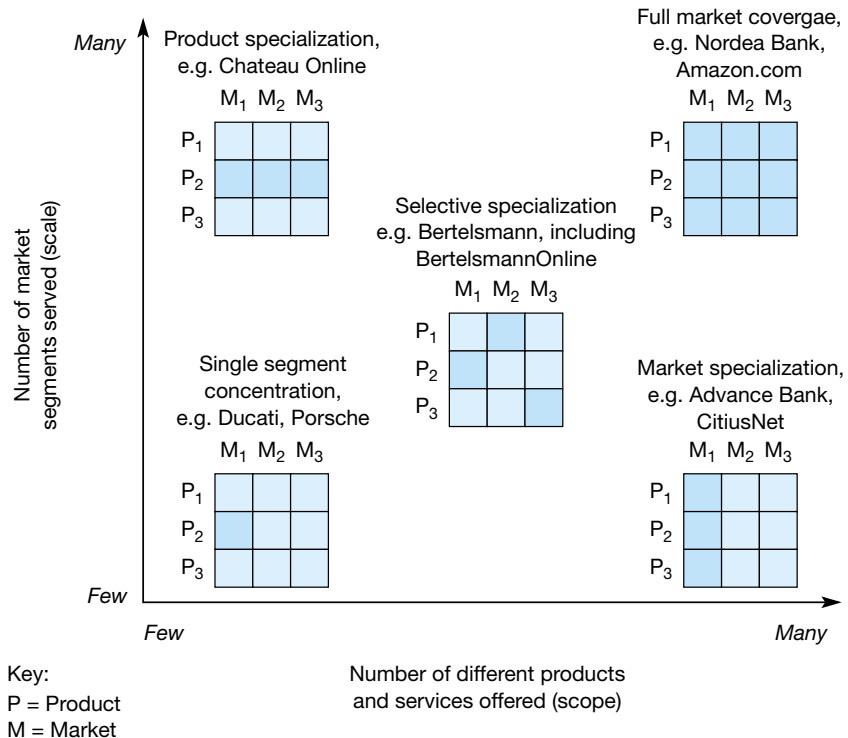 Many
Product specialization,
e.g. Chateau Online
M1 M2 M3
P1
P2
P3
Full market covergae,
e.g. Nordea Bank,
Amazon.com
M1 M2 M3
P1
P2
P3
Number of market
segments served (scale)
Selective specialization
e.g. Bertelsmann, including
BertelsmannOnline
M1 M2 M3
P1
P2
P3
Single segment
concentration,
e.g. Ducati, Porsche
M1 M2 M3
P1
P2
P3
Market specialization,
e.g. Advance Bank,
CitiusNet
M1 M2 M3
P1
P2
P3
Few
Few
Many
Number of different products
and services offered (scope)
Key:
P = Product
M = Market